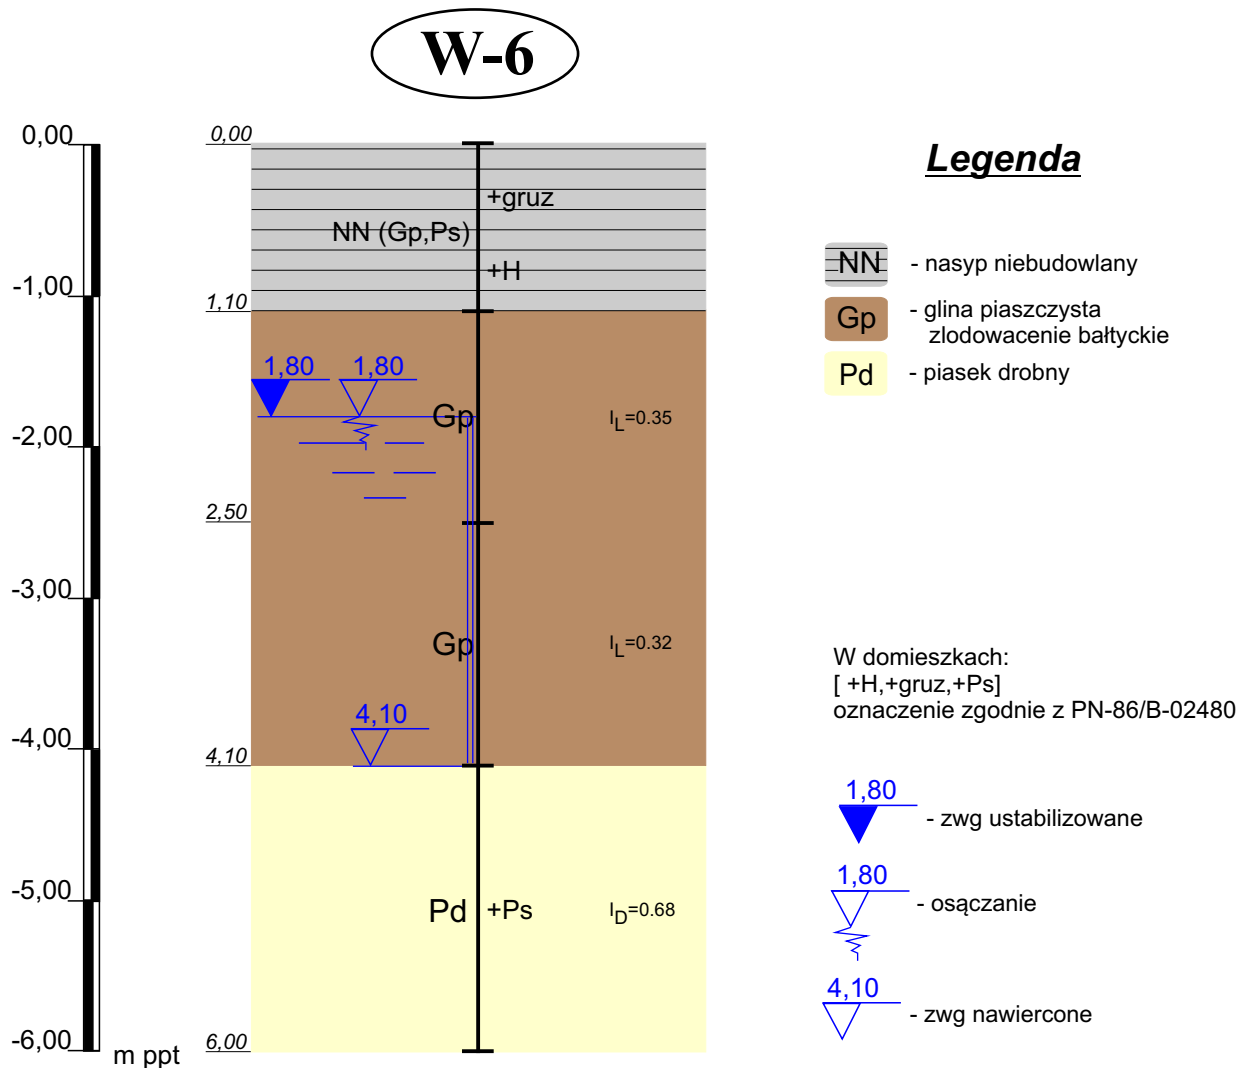 W-6
0,00
-1,00
-2,00
-3,00
-4,00
-5,00
-6,00
m ppt
0,00
1,10
2,50
4,10
6,00
+gruz
NN (Gp,Ps)
+H
1,80
1,80
Gp
I_L=0.35
Gp
I_L=0.32
4,10
Pd
+Ps
I_D=0.68
Legenda
NN
- nasyp niebudowlany
Gp
- glina piaszczysta
zlodowacenie bałtyckie
Pd
- piasek drobny
W domieszkach:
[ +H,+gruz,+Ps]
oznaczenie zgodnie z PN-86/B-02480
1,80
- zwg ustabilizowane
1,80
- osączanie
4,10
- zwg nawiercone